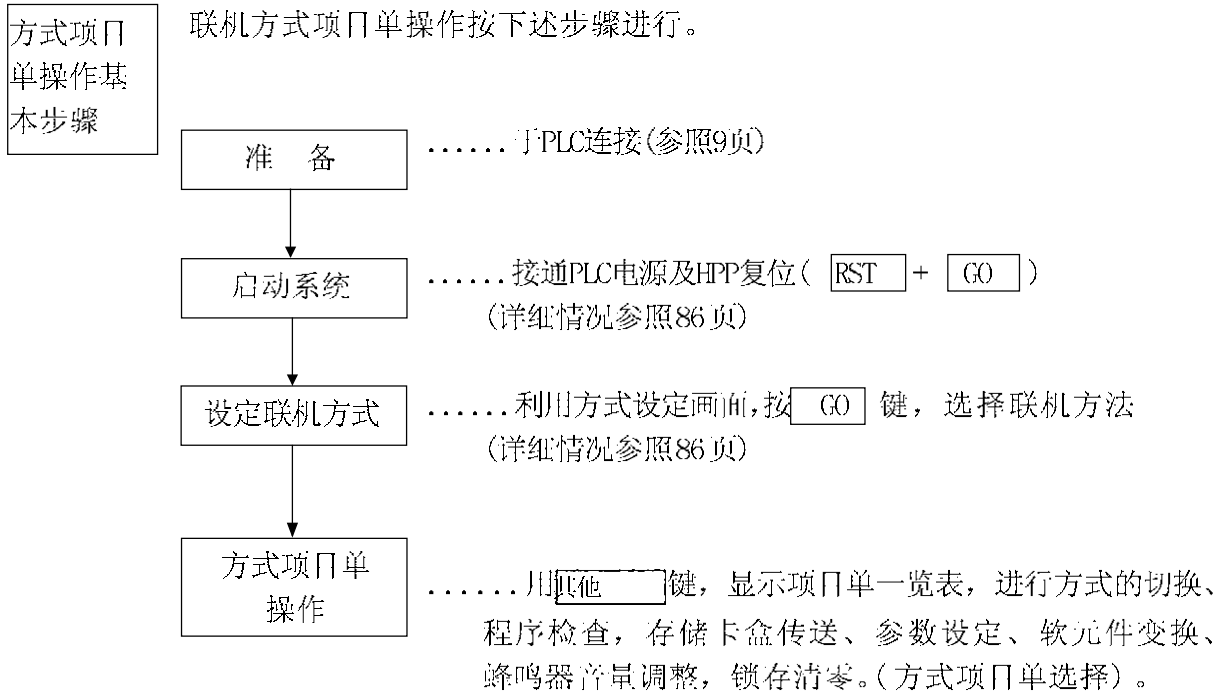 方式项目
单操作基
本步骤
联机方式项目单操作按下述步骤进行。
准 备
......于PLC连接(参照9页)
启动系统
......接通PLC电源及HPP复位( RST + GO )
(详细情况参照86页)
设定联机方式
......利用方式设定画面,按 GO 键，选择联机方法
(详细情况参照86页)
方式项目单
操作
......用其他键，显示项目单一览表，进行方式的切换、
程序检查，存储卡盒传送、参数设定、软元件变换、
蜂鸣器音量调整，锁存清零。(方式项目单选择)。